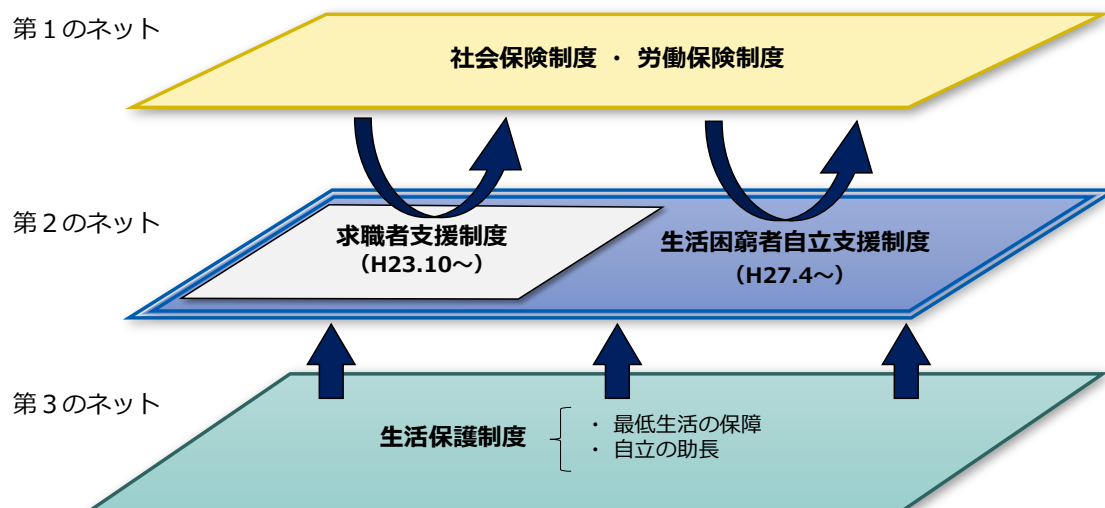 第１のネット
社会保険制度 ・ 労働保険制度
第２のネット
求職者支援制度
（H23.10～）
生活困窮者自立支援制度
（H27.4～）
第３のネット
生活保護制度
・ 最低生活の保障
・ 自立の助長